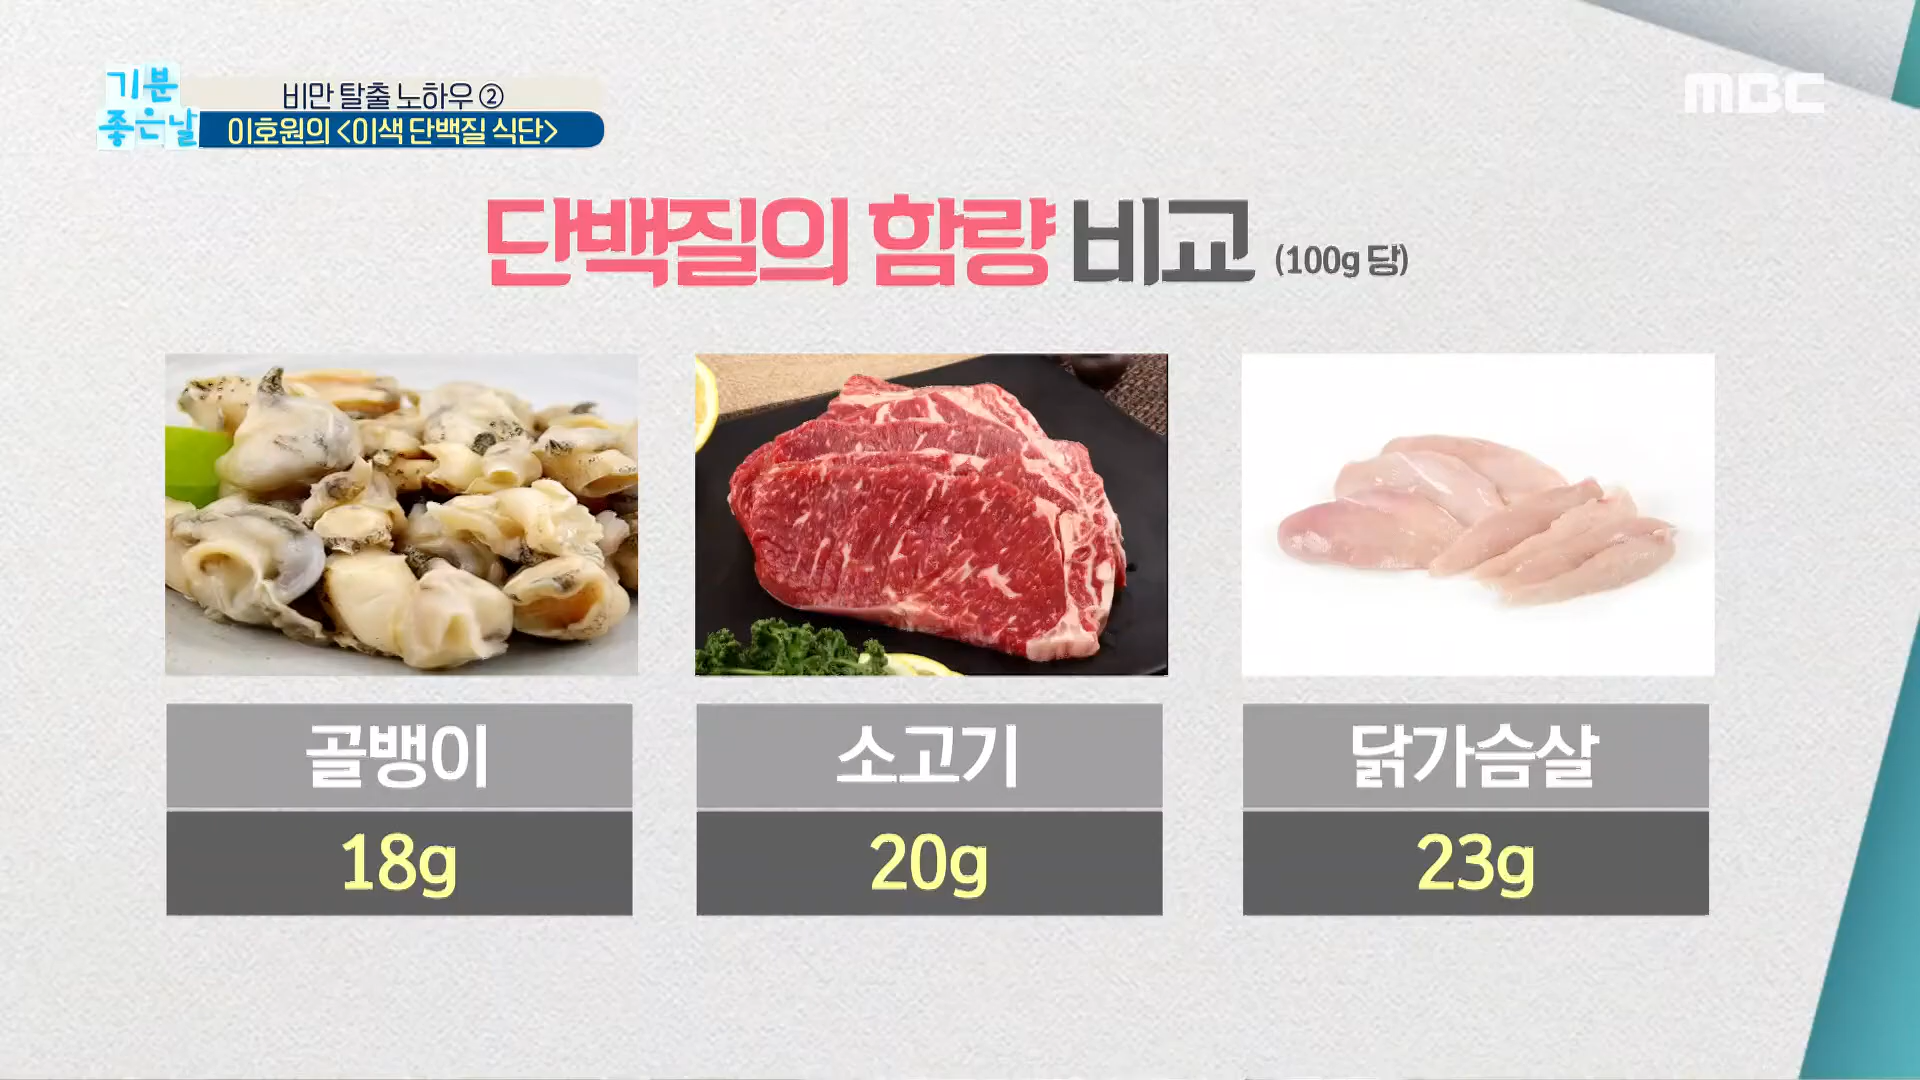 기분
좋은날
비만 탈출 노하우 ②
이호원의 <이색 단백질 식단>
MBC
단백질의 함량 비교 (100g 당)
골뱅이
소고기
닭가슴살
18g
20g
23g